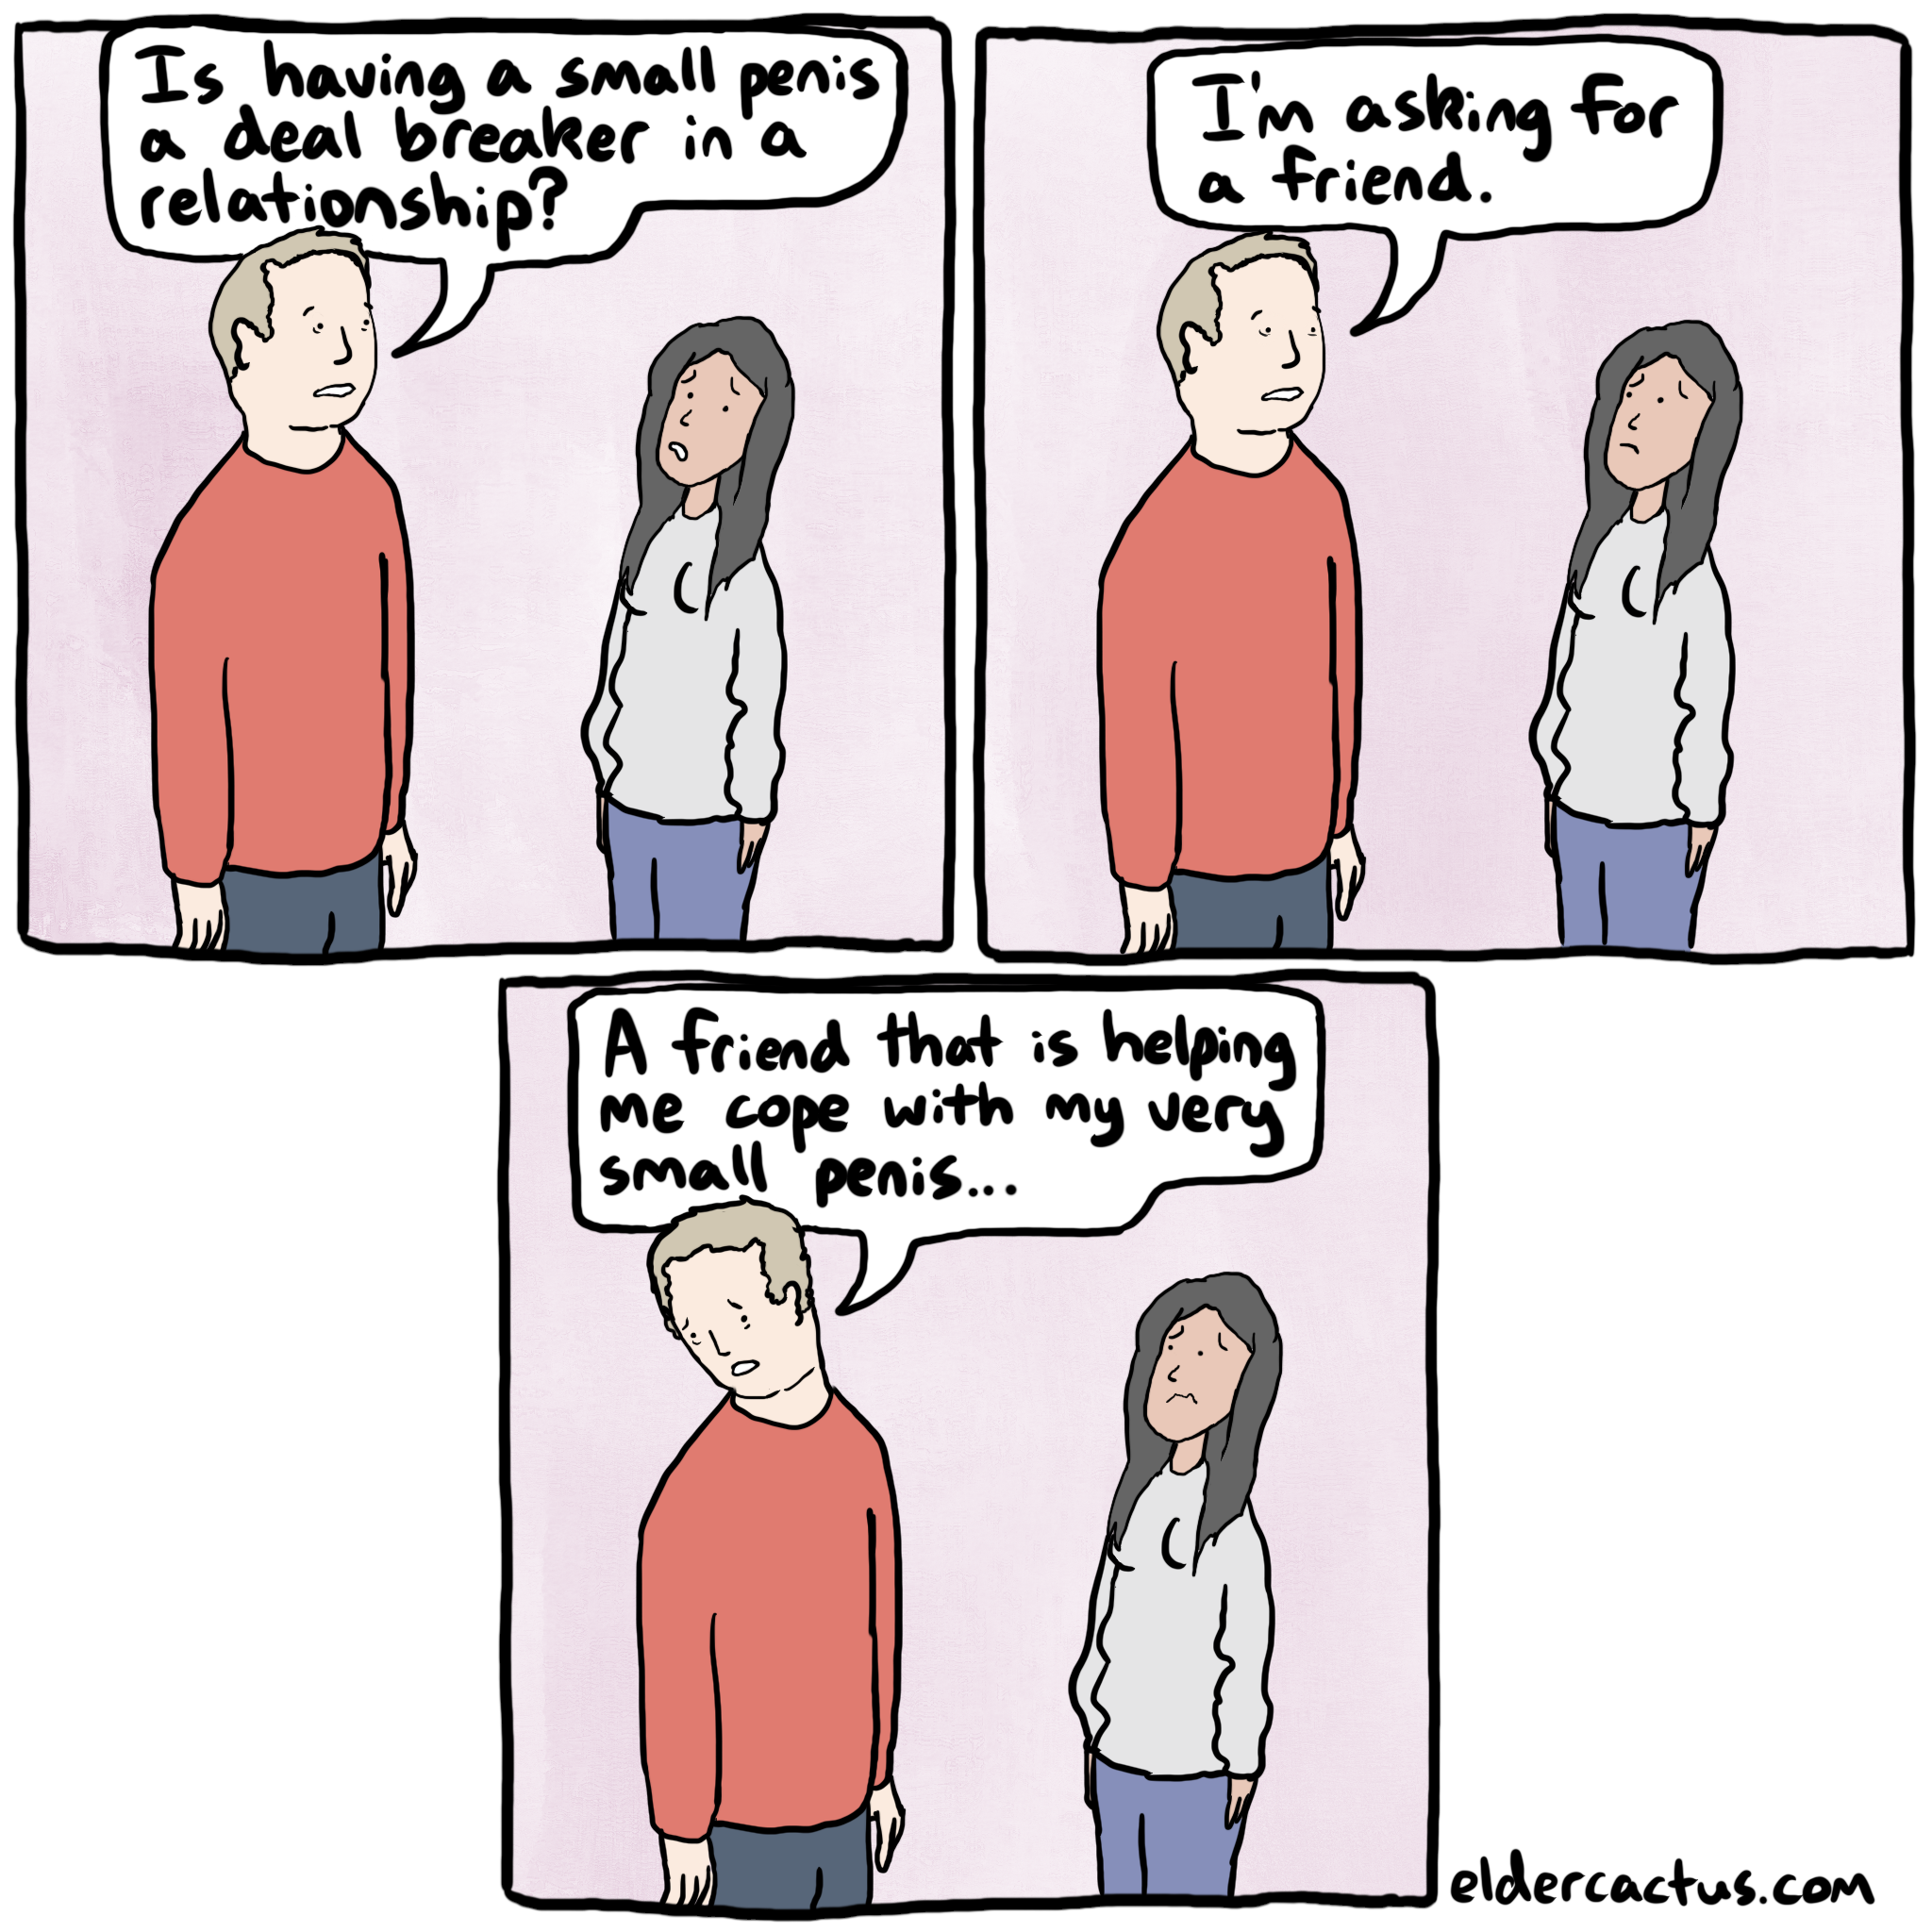 Is having a small penis
a deal breaker in a
relationship?
I'm asking for
a friend.
A friend that is helping
me cope with my very
small penis...
eldercactus.com